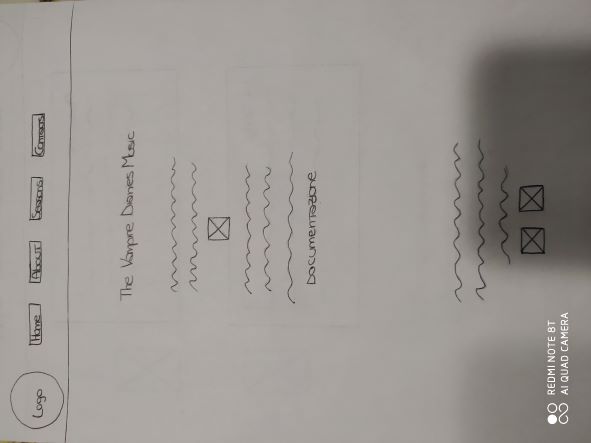 Logo Home About Seasons Contacts
The Vampire Diaries Music
Documentazione
REDMI NOTE 8T
AI QUAD CAMERA